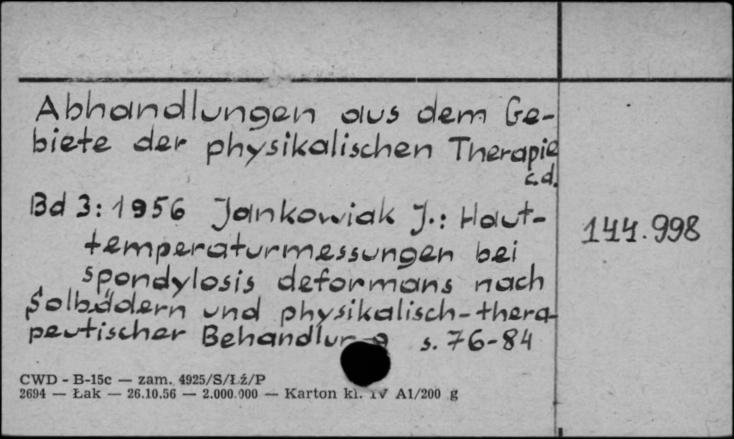 Abhandlungen aus dem Ge-
biete der physikalischen Therapie
c.d.
Bd 3: 1956 Jankowiak J.: Haut-
temperaturmessungen bei
spondylosis deformans nach
Solbädern und physikalisch-thera-
peutischer Behandlung s. 76-84
144.998
CWD - B-15c — zam. 4925/S/Łź/P
2694 — Łak — 26.10.56 — 2.000.000 — Karton kl. IV A1/200 g